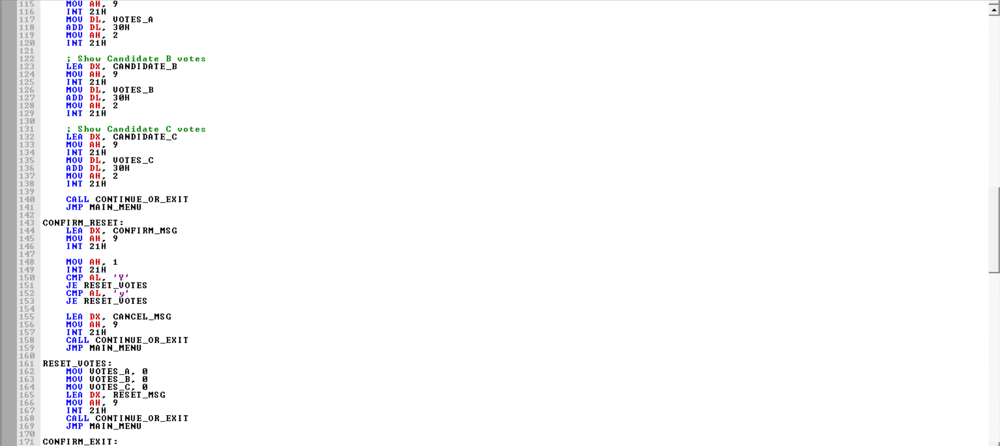 115 MOV AH, 9
116 INT 21H
117 MOV DL, VOTES_A
118 ADD DL, 30H
119 MOV AH, 2
120 INT 21H
121
122 ; Show Candidate B votes
123 LEA DX, CANDIDATE_B
124 MOV AH, 9
125 INT 21H
126 MOV DL, VOTES_B
127 ADD DL, 30H
128 MOV AH, 2
129 INT 21H
130
131 ; Show Candidate C votes
132 LEA DX, CANDIDATE_C
133 MOV AH, 9
134 INT 21H
135 MOV DL, VOTES_C
136 ADD DL, 30H
137 MOV AH, 2
138 INT 21H
139
140 CALL CONTINUE_OR_EXIT
141 JMP MAIN_MENU
142
143 CONFIRM_RESET:
144 LEA DX, CONFIRM_MSG
145 MOV AH, 9
146 INT 21H
147
148 MOV AH, 1
149 INT 21H
150 CMP AL, 'Y'
151 JE RESET_VOTES
152 CMP AL, 'y'
153 JE RESET_VOTES
154
155 LEA DX, CANCEL_MSG
156 MOV AH, 9
157 INT 21H
158 CALL CONTINUE_OR_EXIT
159 JMP MAIN_MENU
160
161 RESET_VOTES:
162 MOV VOTES_A, 0
163 MOV VOTES_B, 0
164 MOV VOTES_C, 0
165 LEA DX, RESET_MSG
166 MOV AH, 9
167 INT 21H
168 CALL CONTINUE_OR_EXIT
169 JMP MAIN_MENU
170
171 CONFIRM_EXIT: